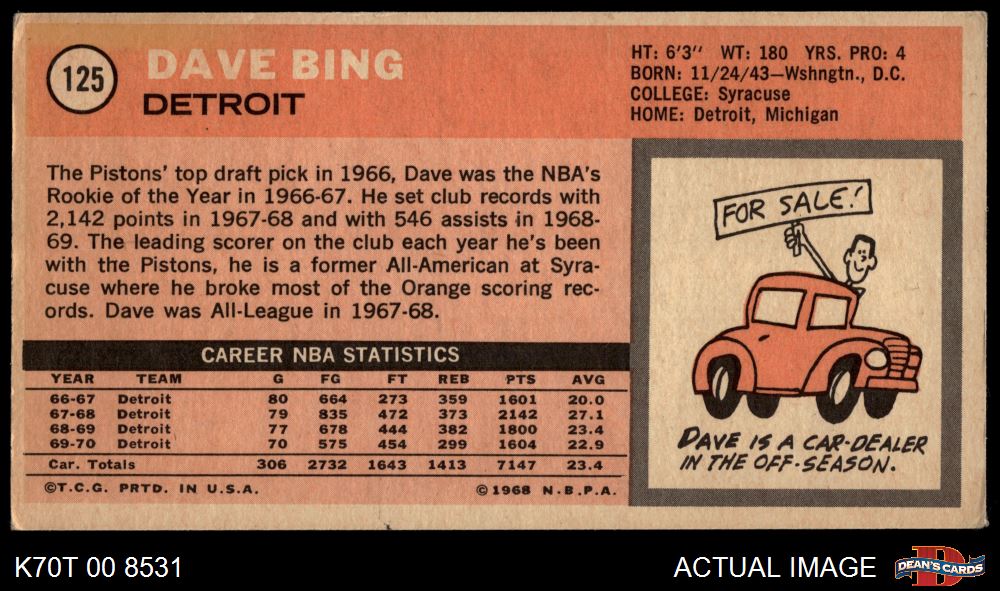 125
DAVE BING
DETROIT
HT: 6'3" WT: 180 YRS. PRO: 4
BORN: 11/24/43—Wshngtn., D.C.
COLLEGE: Syracuse
HOME: Detroit, Michigan
The Pistons' top draft pick in 1966, Dave was the NBA's
Rookie of the Year in 1966-67. He set club records with
2,142 points in 1967-68 and with 546 assists in 1968-
69. The leading scorer on the club each year he's been
with the Pistons, he is a former All-American at Syra-
cuse where he broke most of the Orange scoring rec-
ords. Dave was All-League in 1967-68.
CAREER NBA STATISTICS
YEAR TEAM G FG FT REB PTS AVG
66-67 Detroit 80 664 273 359 1601 20.0
67-68 Detroit 79 835 472 373 2142 27.1
68-69 Detroit 77 678 444 382 1800 23.4
69-70 Detroit 70 575 454 299 1604 22.9
Car. Totals 306 2732 1643 1413 7147 23.4
©T.C.G. PRTD. IN U.S.A. ©1968 N.B.P.A.
FOR SALE!
DAVE IS A CAR-DEALER
IN THE OFF-SEASON.
K70T 00 8531
ACTUAL IMAGE
D
DEAN'S CARDS